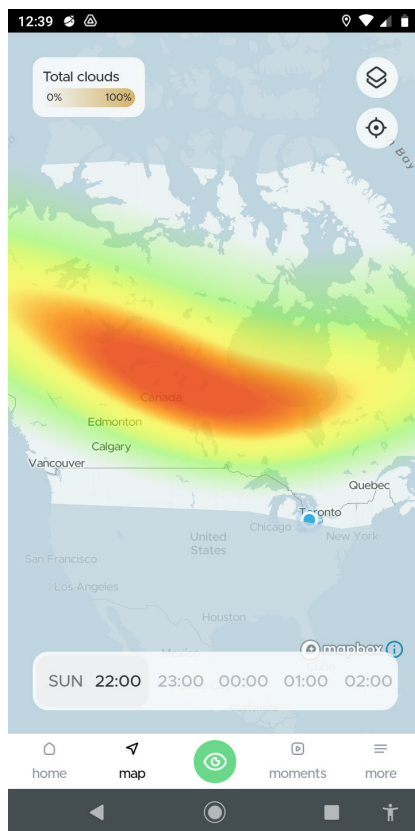 12:39
Total clouds
0% 100%
n Bay
Canada
Edmonton
Calgary
Vancouver
Quebec
Toronto
Chicago
New York
United
States
San Francisco
Los Angeles
Houston
Mexico
mapbox
SUN 22:00 23:00 00:00 01:00 02:00
home map moments more